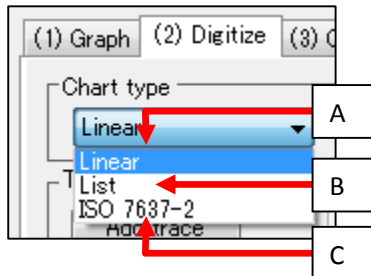 (1) Graph (2) Digitize (3)
Chart type
Linear
A
Linear
List
B
ISO 7637-2
Add trace
C